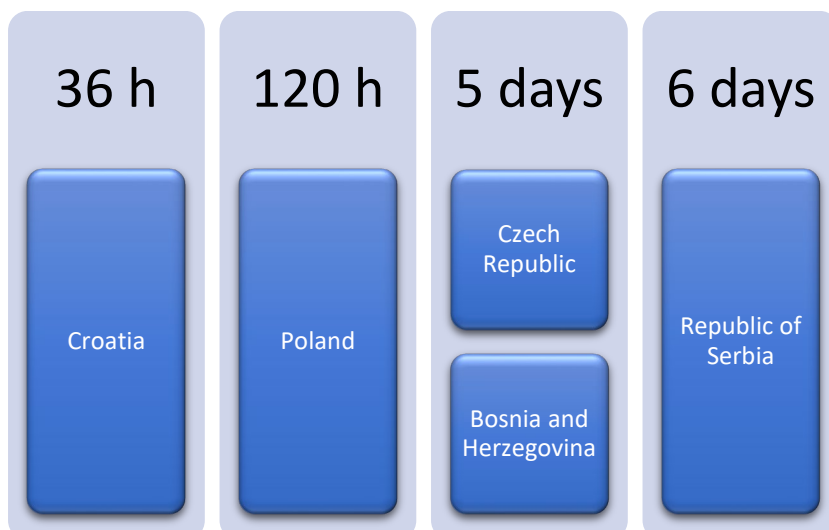 36 h
120 h
5 days
6 days
Croatia
Poland
Czech
Republic
Bosnia and
Herzegovina
Republic of
Serbia